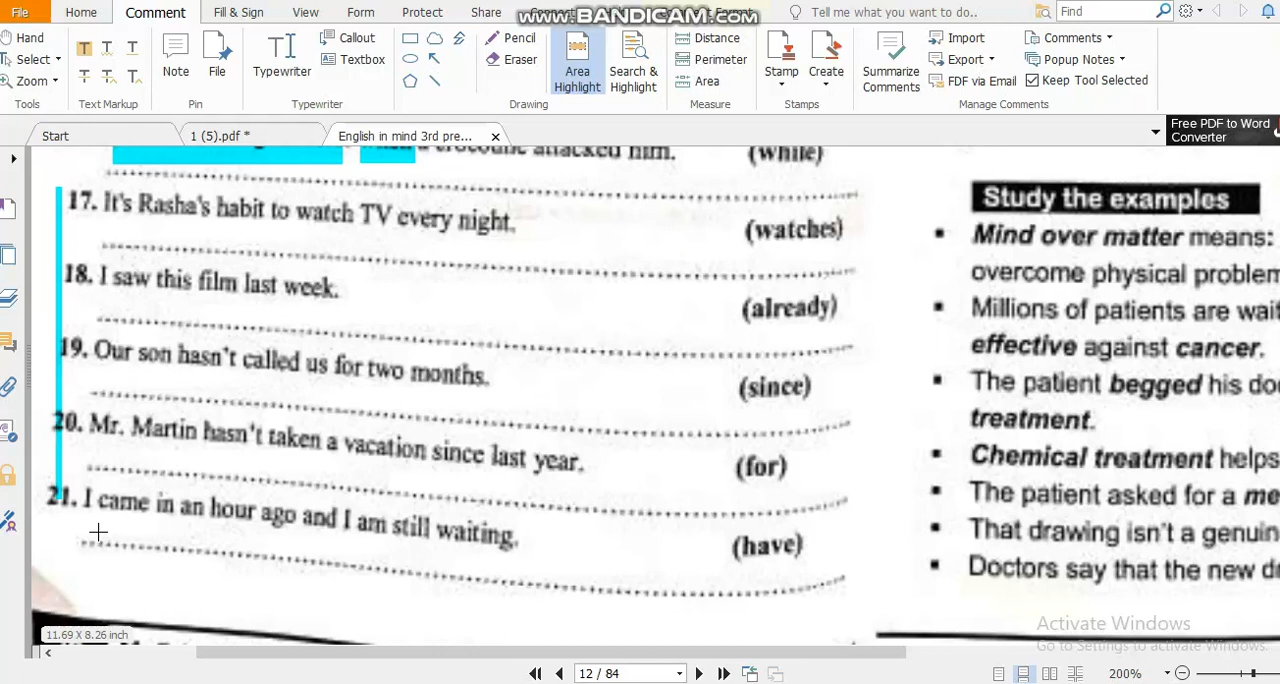 www.BANDICAM.com
File Home Comment Fill & Sign View Form Protect Share Tell me what you want to do.. Find
Hand
Select
Zoom
Tools
Text Markup
Note File
Pin
Typewriter
Callout
Textbox
Typewriter
Pencil
Eraser
Area Highlight
Search & Highlight
Drawing
Distance
Perimeter
Area
Measure
Stamp Create
Stamps
Summarize Comments
Import
Export
FDF via Email
Comments
Popup Notes
Keep Tool Selected
Manage Comments
Start 1 (5).pdf * English in mind 3rd pre...
Free PDF to Word Converter
a crocodile attacked him. (while)
17. It's Rasha's habit to watch TV every night. (watches)
18. I saw this film last week. (already)
19. Our son hasn't called us for two months. (since)
20. Mr. Martin hasn't taken a vacation since last year. (for)
21. I came in an hour ago and I am still waiting. (have)
Study the examples
▪ Mind over matter means:
overcome physical problem
▪ Millions of patients are wai
effective against cancer.
▪ The patient begged his do
treatment.
▪ Chemical treatment helps
▪ The patient asked for a me
▪ That drawing isn't a genuin
▪ Doctors say that the new d
Activate Windows
Go to Settings to activate Windows.
11.69 X 8.26 inch
12 / 84
200%